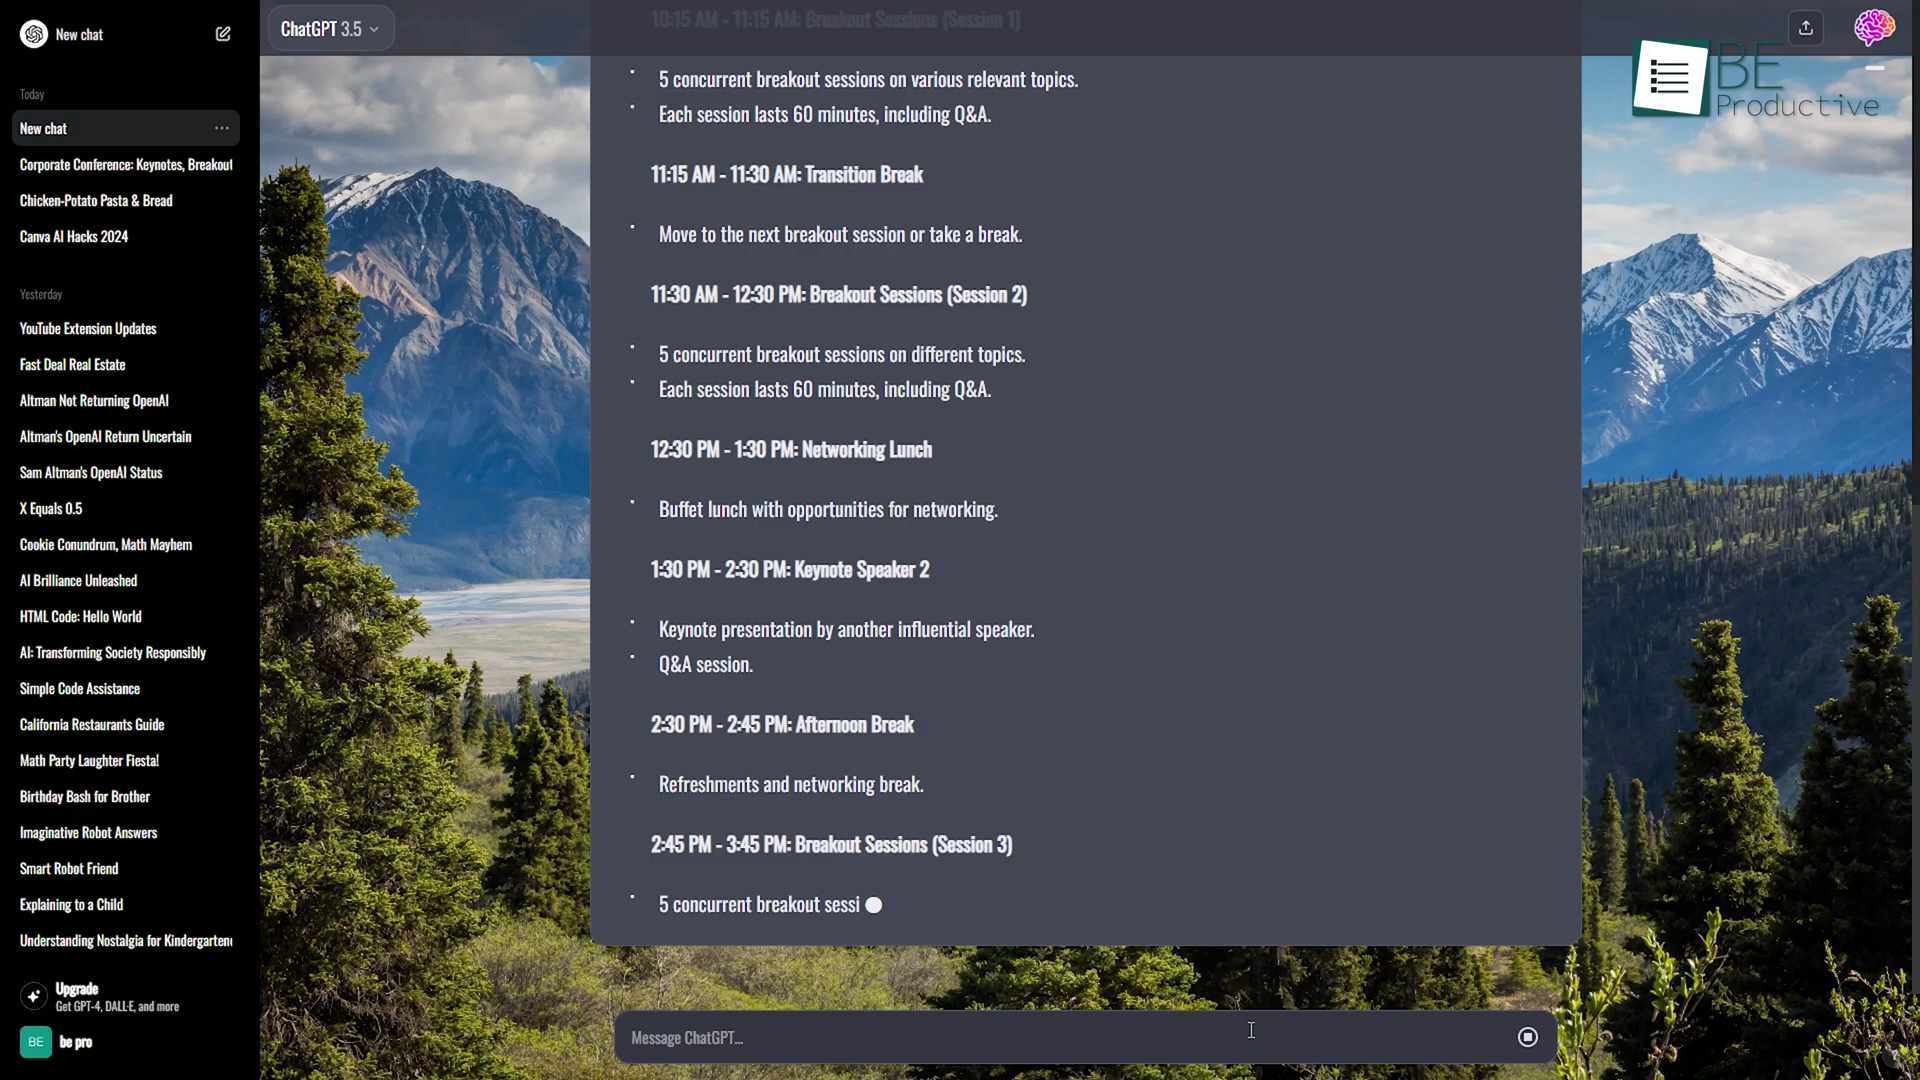 New chat
Today
New chat
Corporate Conference: Keynotes, Breakout
Chicken-Potato Pasta & Bread
Canva AI Hacks 2024
Yesterday
YouTube Extension Updates
Fast Deal Real Estate
Altman Not Returning OpenAI
Altman's OpenAI Return Uncertain
Sam Altman's OpenAI Status
X Equals 0.5
Cookie Conundrum, Math Mayhem
AI Brilliance Unleashed
HTML Code: Hello World
AI: Transforming Society Responsibly
Simple Code Assistance
California Restaurants Guide
Math Party Laughter Fiesta!
Birthday Bash for Brother
Imaginative Robot Answers
Smart Robot Friend
Explaining to a Child
Understanding Nostalgia for Kindergarten
Upgrade
Get GPT-4, DALL·E, and more
BE be pro
ChatGPT 3.5
10:15 AM - 11:15 AM: Breakout Sessions (Session 1)
5 concurrent breakout sessions on various relevant topics.
Each session lasts 60 minutes, including Q&A.
11:15 AM - 11:30 AM: Transition Break
Move to the next breakout session or take a break.
11:30 AM - 12:30 PM: Breakout Sessions (Session 2)
5 concurrent breakout sessions on different topics.
Each session lasts 60 minutes, including Q&A.
12:30 PM - 1:30 PM: Networking Lunch
Buffet lunch with opportunities for networking.
1:30 PM - 2:30 PM: Keynote Speaker 2
Keynote presentation by another influential speaker.
Q&A session.
2:30 PM - 2:45 PM: Afternoon Break
Refreshments and networking break.
2:45 PM - 3:45 PM: Breakout Sessions (Session 3)
5 concurrent breakout sessi
Message ChatGPT...
BE
Productive
?